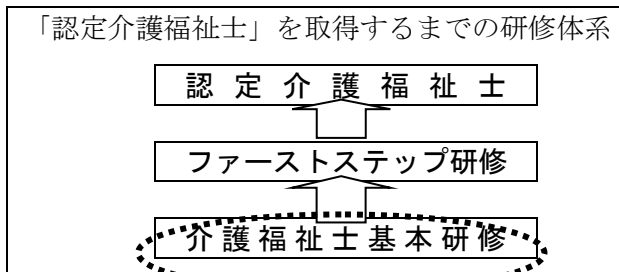 「認定介護福祉士」を取得するまでの研修体系
認定介護福祉士
ファーストステップ研修
介護福祉士基本研修